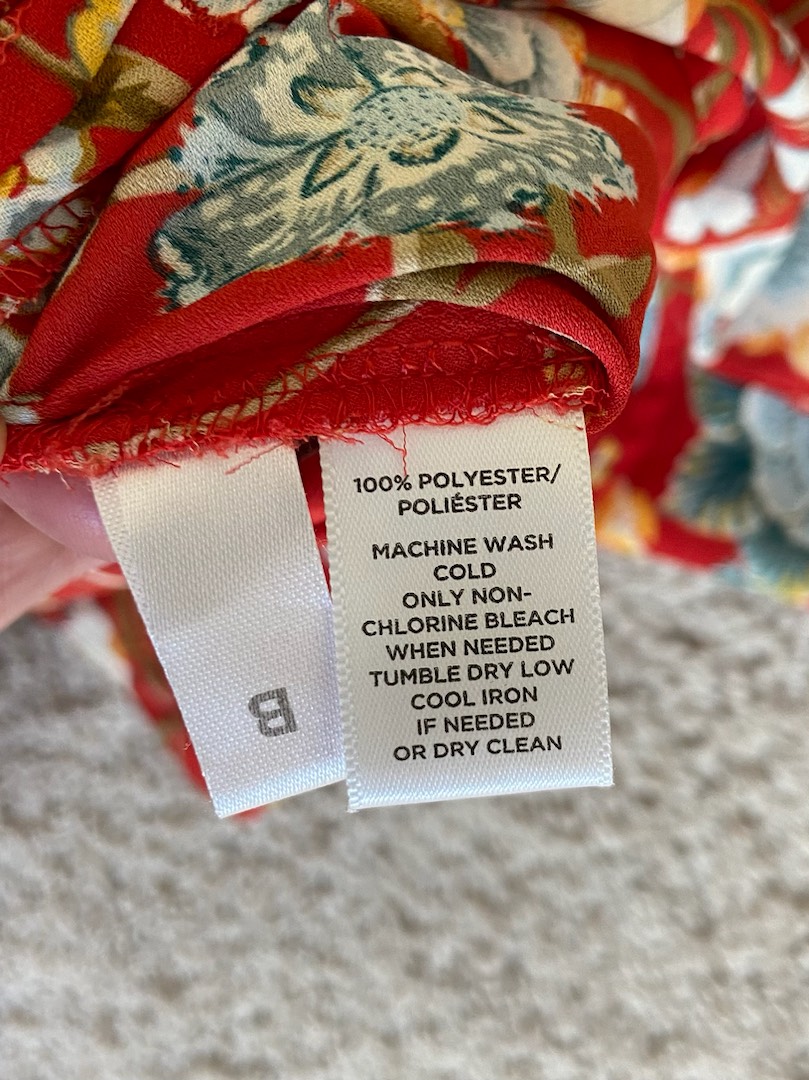 100% POLYESTER/
POLIÉSTER
MACHINE WASH
COLD
ONLY NON-
CHLORINE BLEACH
WHEN NEEDED
TUMBLE DRY LOW
COOL IRON
IF NEEDED
OR DRY CLEAN
B